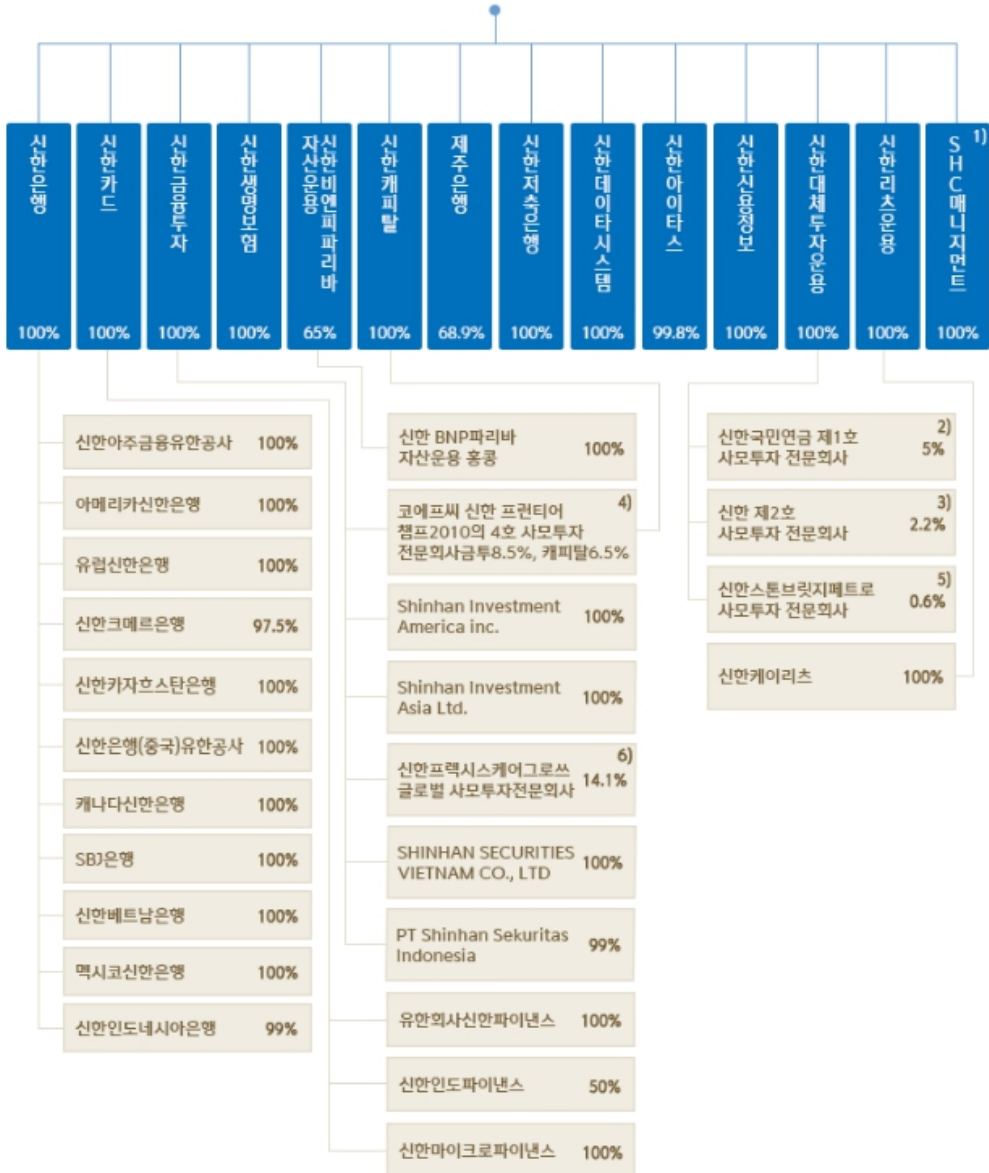 신한은행
100%
신한카드
100%
신한금융투자
100%
신한생명보험
100%
신한비엔피파리바
자산운용
65%
신한캐피탈
100%
제주은행
68.9%
신한저축은행
100%
신한데이타시스템
100%
신한아이타스
99.8%
신한신용정보
100%
신한대체투자운용
100%
신한리츠운용
100%
SHC매니지먼트 1)
100%
신한아주금융유한공사 100%
아메리카신한은행 100%
유럽신한은행 100%
신한크메르은행 97.5%
신한카자흐스탄은행 100%
신한은행(중국)유한공사 100%
캐나다신한은행 100%
SBJ은행 100%
신한베트남은행 100%
멕시코신한은행 100%
신한인도네시아은행 99%
신한 BNP파리바
자산운용 홍콩 100%
코에프씨 신한 프런티어 4)
챔프2010의 4호 사모투자
전문회사금투8.5%, 캐피탈6.5%
Shinhan Investment
America inc. 100%
Shinhan Investment
Asia Ltd. 100%
신한프렉시스케어그로쓰 6)
글로벌 사모투자전문회사 14.1%
SHINHAN SECURITIES
VIETNAM CO., LTD 100%
PT Shinhan Sekuritas
Indonesia 99%
유한회사신한파이낸스 100%
신한인도파이낸스 50%
신한마이크로파이낸스 100%
신한국민연금 제1호 2)
사모투자 전문회사 5%
신한 제2호 3)
사모투자 전문회사 2.2%
신한스톤브릿지페트로 5)
사모투자 전문회사 0.6%
신한케이리츠 100%